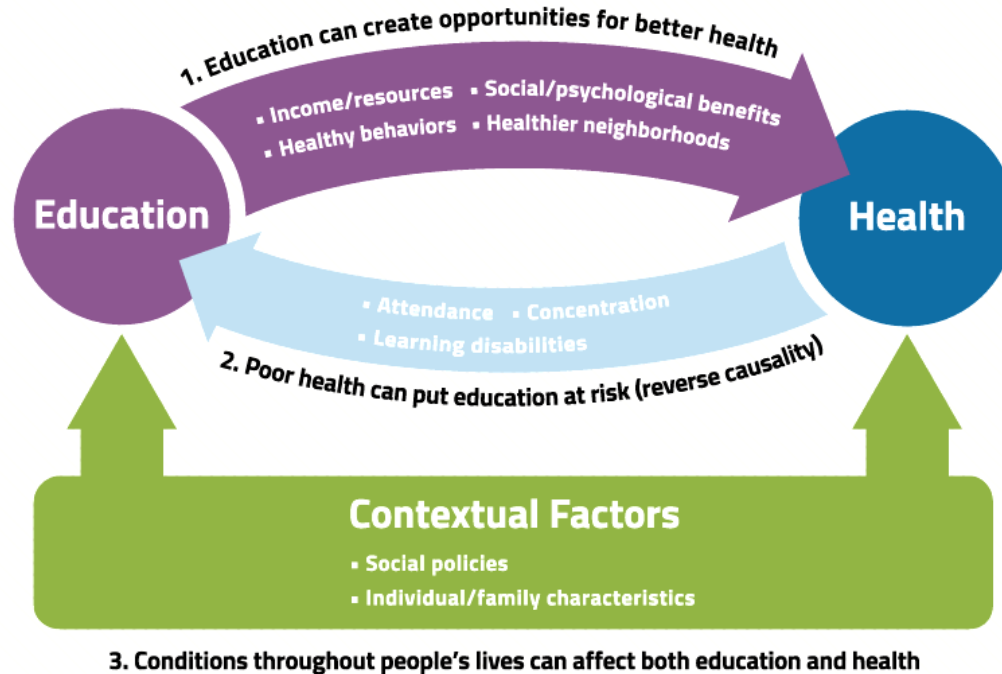 1. Education can create opportunities for better health
▪ Income/resources ▪ Social/psychological benefits
▪ Healthy behaviors ▪ Healthier neighborhoods
Education
Health
▪ Attendance ▪ Concentration
▪ Learning disabilities
2. Poor health can put education at risk (reverse causality)
Contextual Factors
▪ Social policies
▪ Individual/family characteristics
3. Conditions throughout people’s lives can affect both education and health